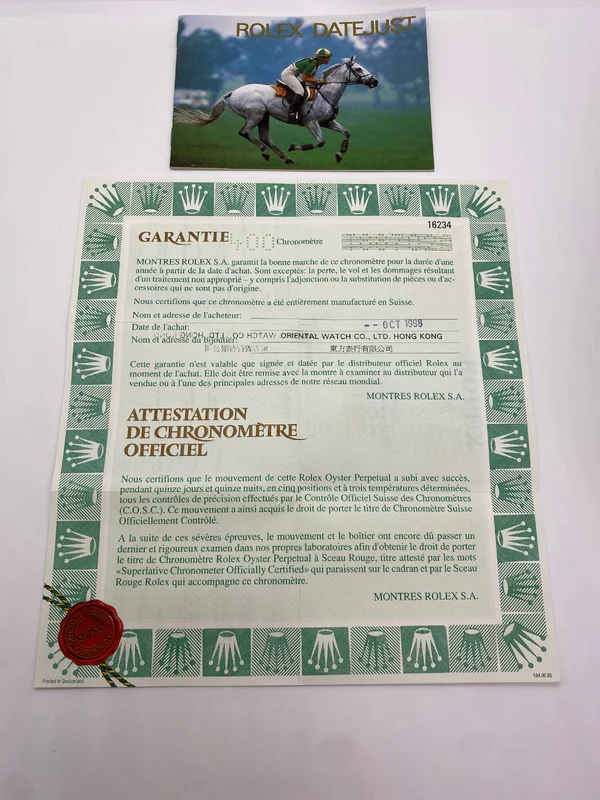 ROLEX DATEJUST
16234
GARANTIE 400 Chronomètre
MONTRES ROLEX S.A. garantit la bonne marche de ce chronomètre pour la durée d'une
année à partir de la date d'achat. Sont exceptés: la perte, le vol et les dommages résultant
d'un traitement non approprié – y compris l'adjonction ou la substitution de pièces ou d'ac-
cessoires qui ne sont pas d'origine.
Nous certifions que ce chronomètre a été entièrement manufacturé en Suisse.
Nom et adresse de l'acheteur:
Date de l'achat: -- OCT 1998
Nom et adresse du bijoutier: ORIENTAL WATCH CO., LTD. HONG KONG
東方表行有限公司
Cette garantie n'est valable que signée et datée par le distributeur officiel Rolex au
moment de l'achat. Elle doit être remise avec la montre à examiner au distributeur qui l'a
vendue ou à l'une des principales adresses de notre réseau mondial.
MONTRES ROLEX S.A.
ATTESTATION
DE CHRONOMÈTRE
OFFICIEL
Nous certifions que le mouvement de cette Rolex Oyster Perpetual a subi avec succès,
pendant quinze jours et quinze nuits, en cinq positions et à trois températures déterminées,
tous les contrôles de précision effectués par le Contrôle Officiel Suisse des Chronomètres
(C.O.S.C.). Ce mouvement a ainsi acquis le droit de porter le titre de Chronomètre Suisse
Officiellement Contrôlé.
A la suite de ces sévères épreuves, le mouvement et le boîtier ont encore dû passer un
dernier et rigoureux examen dans nos propres laboratoires afin d'obtenir le droit de porter
le titre de Chronomètre Rolex Oyster Perpetual à Sceau Rouge, titre attesté par les mots
«Superlative Chronometer Officially Certified» qui paraissent sur le cadran et par le Sceau
Rouge Rolex qui accompagne ce chronomètre.
MONTRES ROLEX S.A.
Printed in Switzerland
564.00.85